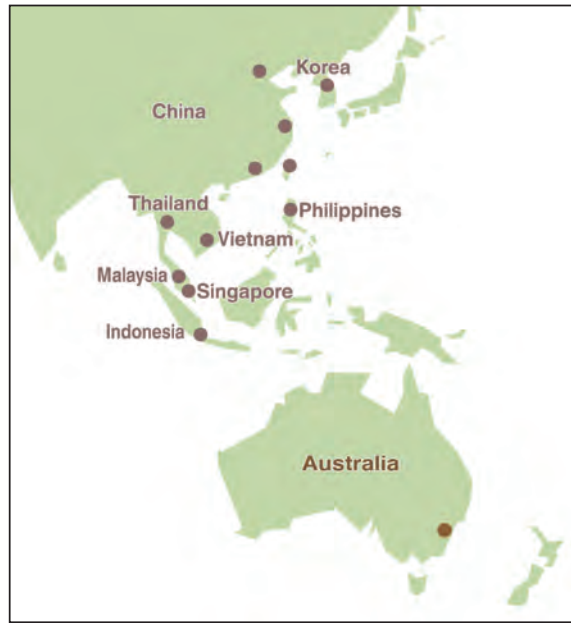 Korea
China
Thailand
Philippines
Vietnam
Malaysia
Singapore
Indonesia
Australia